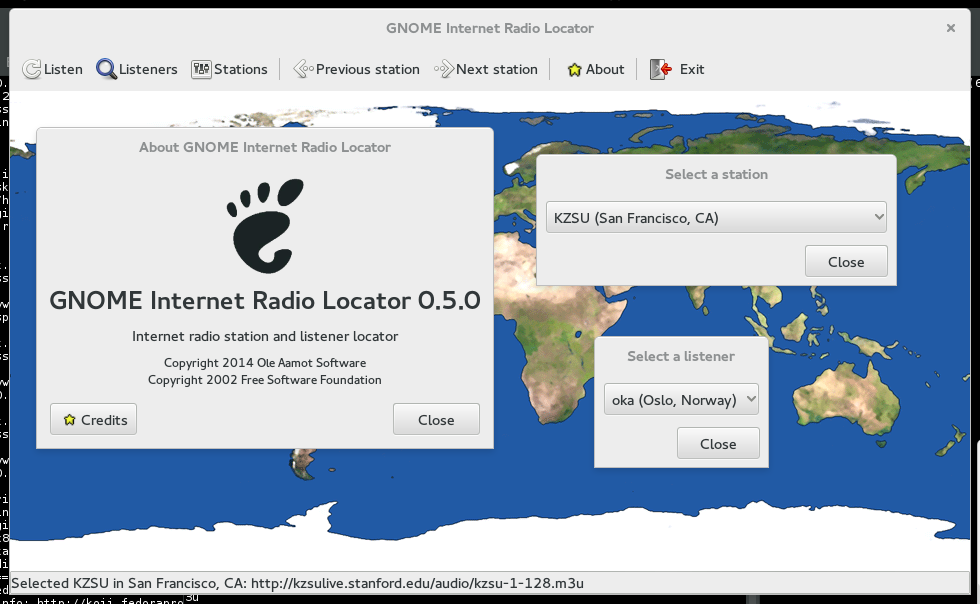 GNOME Internet Radio Locator
Listen Listeners Stations Previous station Next station About Exit
About GNOME Internet Radio Locator
GNOME Internet Radio Locator 0.5.0
Internet radio station and listener locator
Copyright 2014 Ole Aamot Software
Copyright 2002 Free Software Foundation
Credits Close
Select a station
KZSU (San Francisco, CA)
Close
Select a listener
oka (Oslo, Norway)
Close
Selected KZSU in San Francisco, CA: http://kzsulive.stanford.edu/audio/kzsu-1-128.m3u